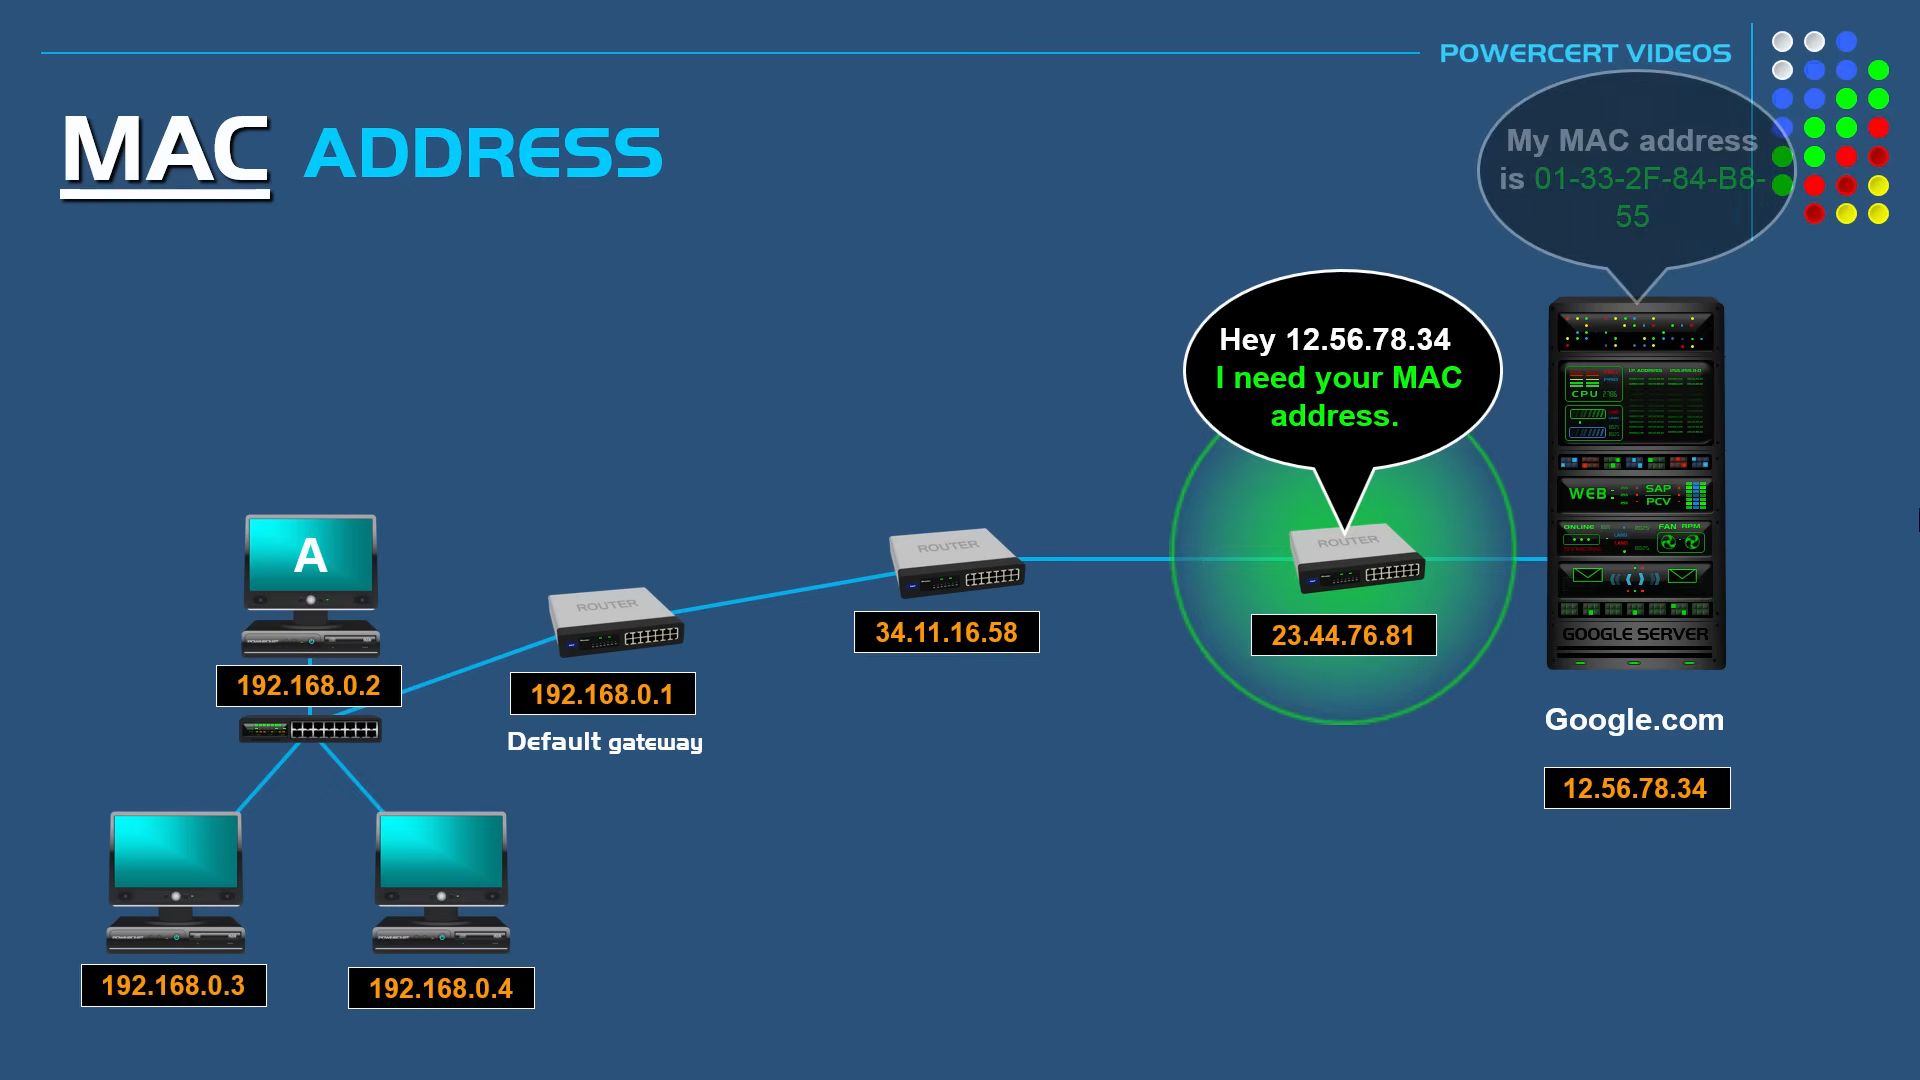 POWERCERT VIDEOS
MAC ADDRESS
My MAC address
is 01-33-2F-84-B8-
55
Hey 12.56.78.34
I need your MAC
address.
A
ROUTER
ROUTER
ROUTER
192.168.0.2
192.168.0.1
Default gateway
34.11.16.58
23.44.76.81
CPU
WEB
SAP
PCV
ONLINE
FAN RPM
GOOGLE SERVER
Google.com
12.56.78.34
192.168.0.3
192.168.0.4